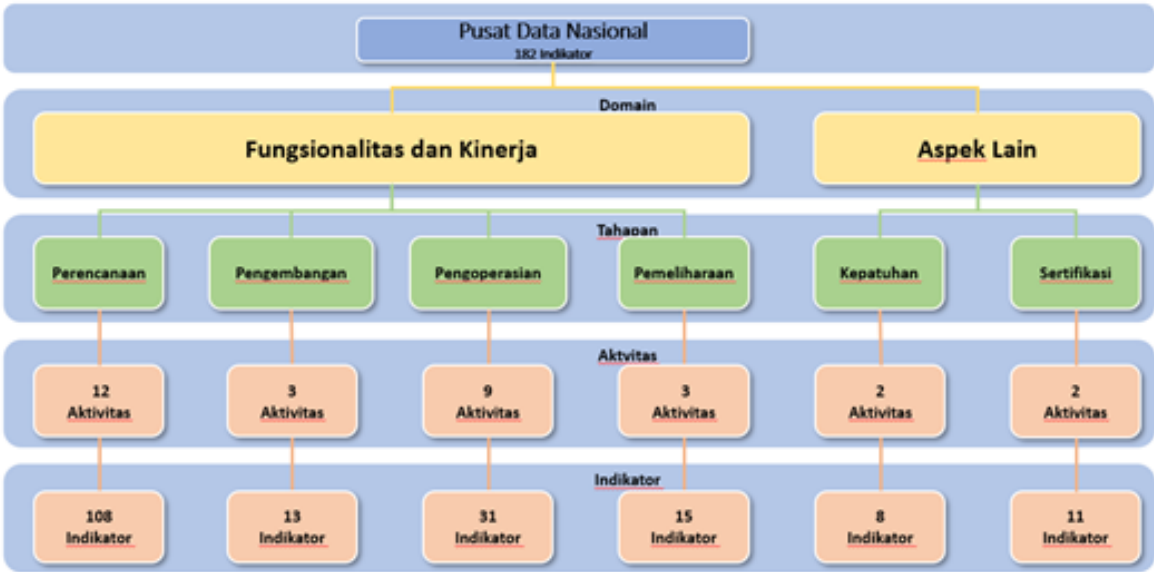 Pusat Data Nasional
182 Indikator
Domain
Fungsionalitas dan Kinerja
Aspek Lain
Tahapan
Perencanaan
Pengembangan
Pengoperasian
Pemeliharaan
Kepatuhan
Sertifikasi
Aktvitas
12
Aktivitas
3
Aktivitas
9
Aktivitas
3
Aktivitas
2
Aktivitas
2
Aktivitas
Indikator
108
Indikator
13
Indikator
31
Indikator
15
Indikator
8
Indikator
11
Indikator